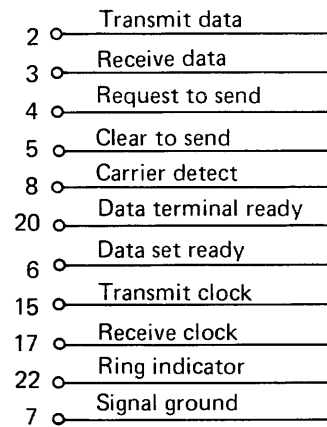 2 Transmit data
3 Receive data
4 Request to send
5 Clear to send
8 Carrier detect
20 Data terminal ready
6 Data set ready
15 Transmit clock
17 Receive clock
22 Ring indicator
7 Signal ground